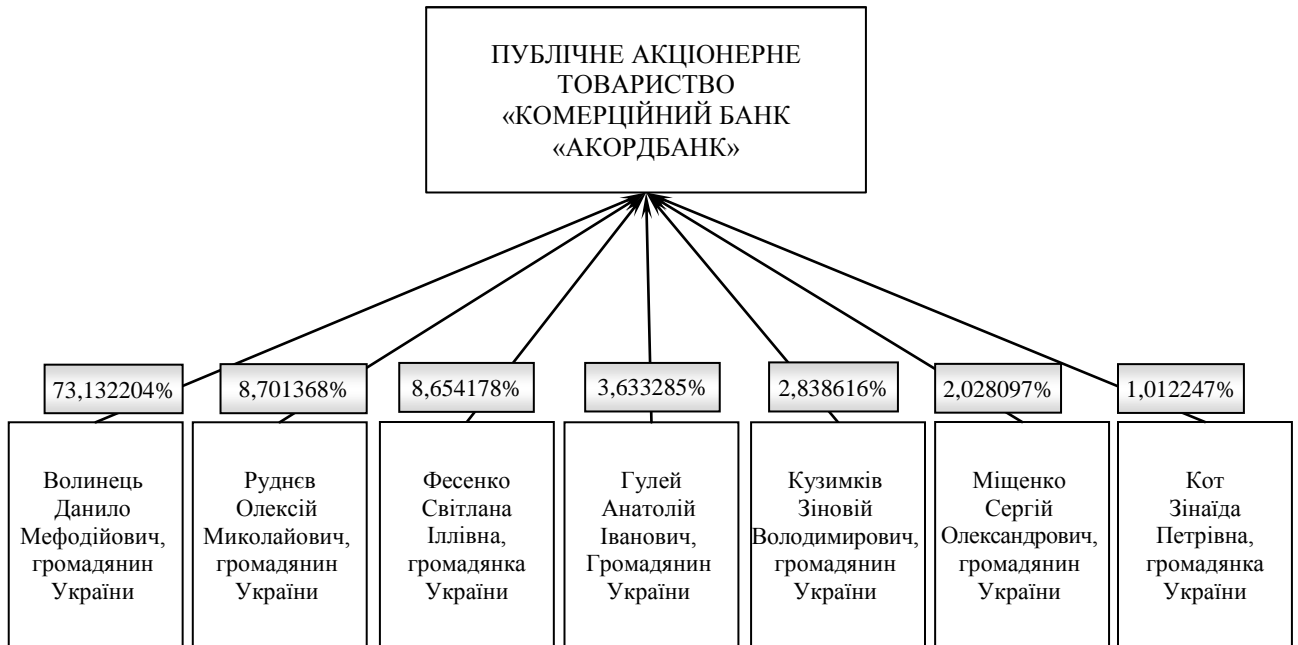 ПУБЛІЧНЕ АКЦІОНЕРНЕ
ТОВАРИСТВО
«КОМЕРЦІЙНИЙ БАНК
«АКОРДБАНК»
73,132204%
8,701368%
8,654178%
3,633285%
2,838616%
2,028097%
1,012247%
Волинець
Данило
Мефодійович,
громадянин
України
Руднєв
Олексій
Миколайович,
громадянин
України
Фесенко
Світлана
Іллівна,
громадянка
України
Гулей
Анатолій
Іванович,
Громадянин
України
Кузимків
Зіновій
Володимирович,
громадянин
України
Міщенко
Сергій
Олександрович,
громадянин
України
Кот
Зінаїда
Петрівна,
громадянка
України